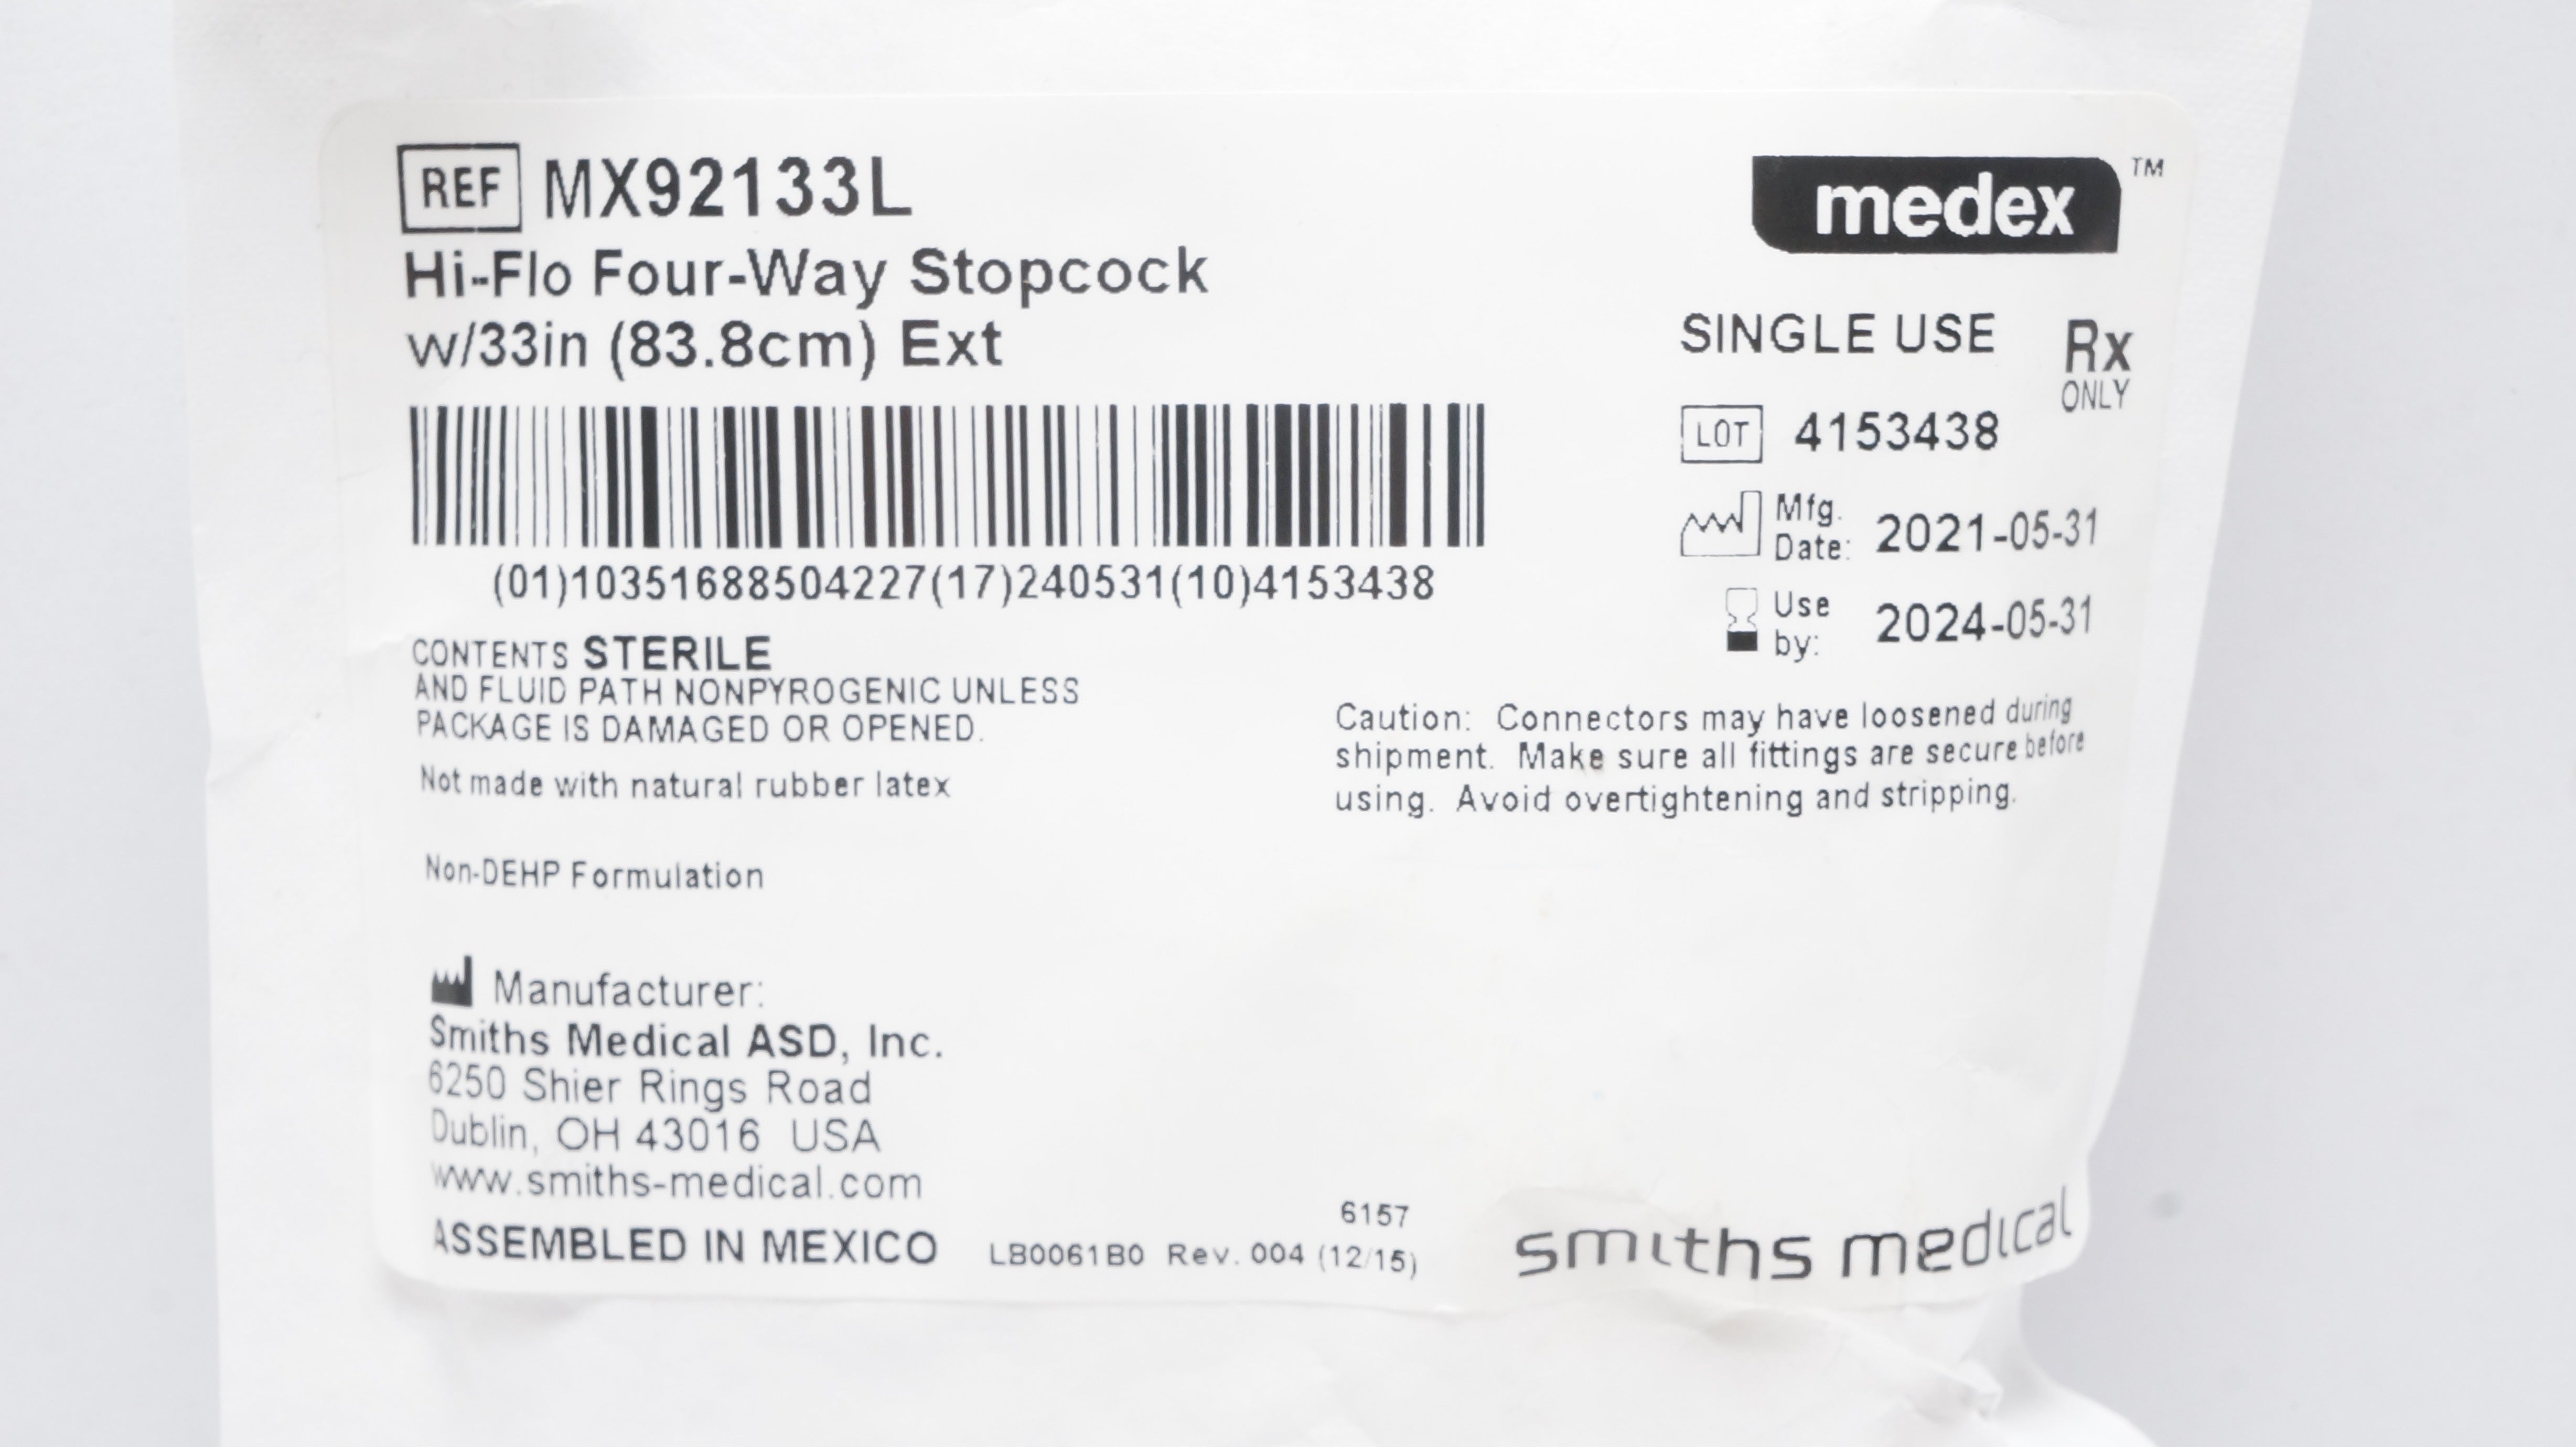 REF MX92133L
Hi-Flo Four-Way Stopcock
w/33in (83.8cm) Ext
(01)10351688504227(17)240531(10)4153438
CONTENTS STERILE
AND FLUID PATH NONPYROGENIC UNLESS
PACKAGE IS DAMAGED OR OPENED.
Not made with natural rubber latex
Non-DEHP Formulation
Manufacturer:
Smiths Medical ASD, Inc.
6250 Shier Rings Road
Dublin, OH 43016 USA
www.smiths-medical.com
ASSEMBLED IN MEXICO
medex™
SINGLE USE
Rx
ONLY
LOT 4153438
Mfg.
Date: 2021-05-31
Use
by: 2024-05-31
Caution: Connectors may have loosened during
shipment. Make sure all fittings are secure before
using. Avoid overtightening and stripping.
6157
LB0061B0 Rev. 004 (12/15)
smiths medical